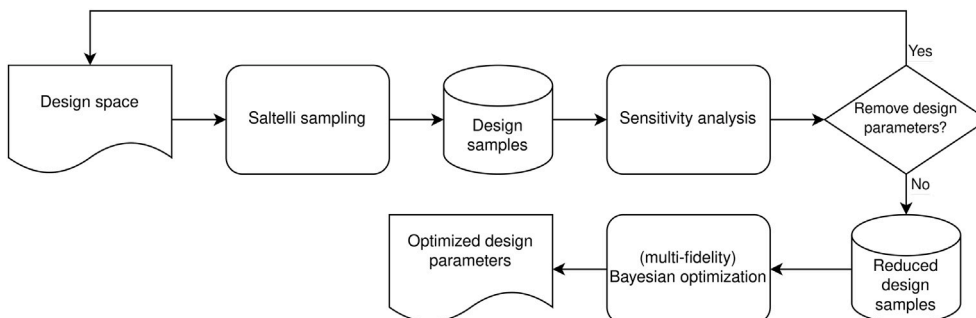 Yes
Design space
Saltelli sampling
Design
samples
Sensitivity analysis
Remove design
parameters?
No
Optimized design
parameters
(multi-fidelity)
Bayesian optimization
Reduced
design
samples